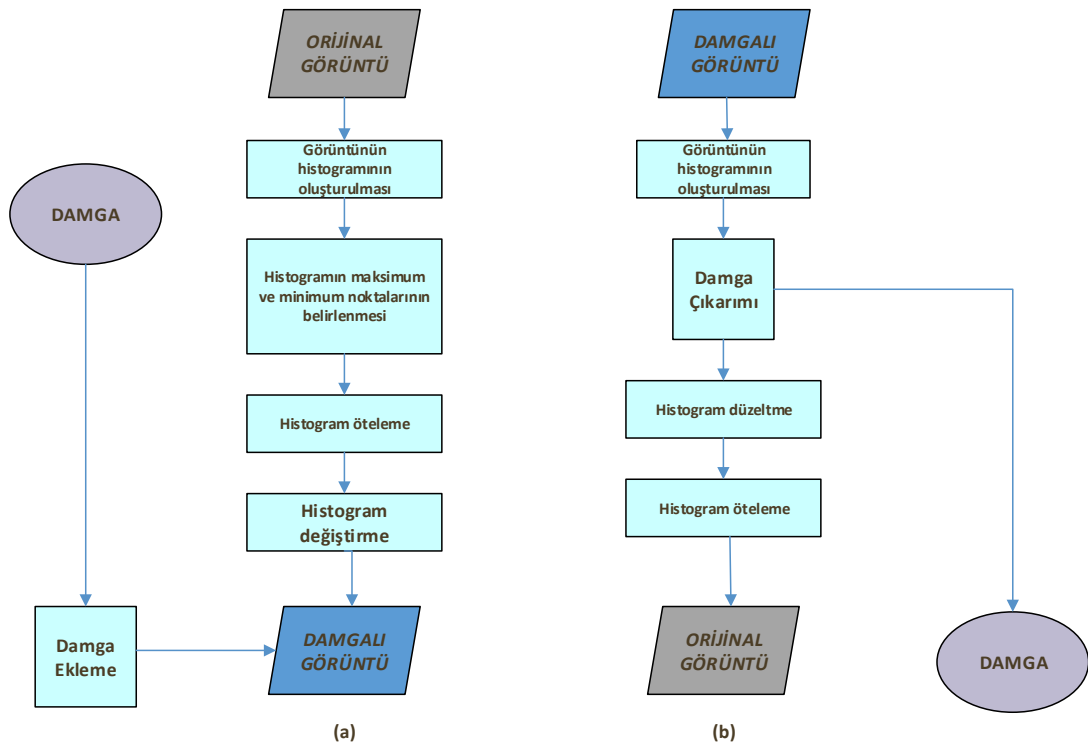 ORİJİNAL
GÖRÜNTÜ
Görüntünün
histogramının
oluşturulması
DAMGA
Histogramın maksimum
ve minimum noktalarının
belirlenmesi
Histogram öteleme
Histogram
değiştirme
Damga
Ekleme
DAMGALI
GÖRÜNTÜ
(a)
DAMGALI
GÖRÜNTÜ
Görüntünün
histogramının
oluşturulması
Damga
Çıkarımı
Histogram düzeltme
Histogram öteleme
ORİJİNAL
GÖRÜNTÜ
DAMGA
(b)